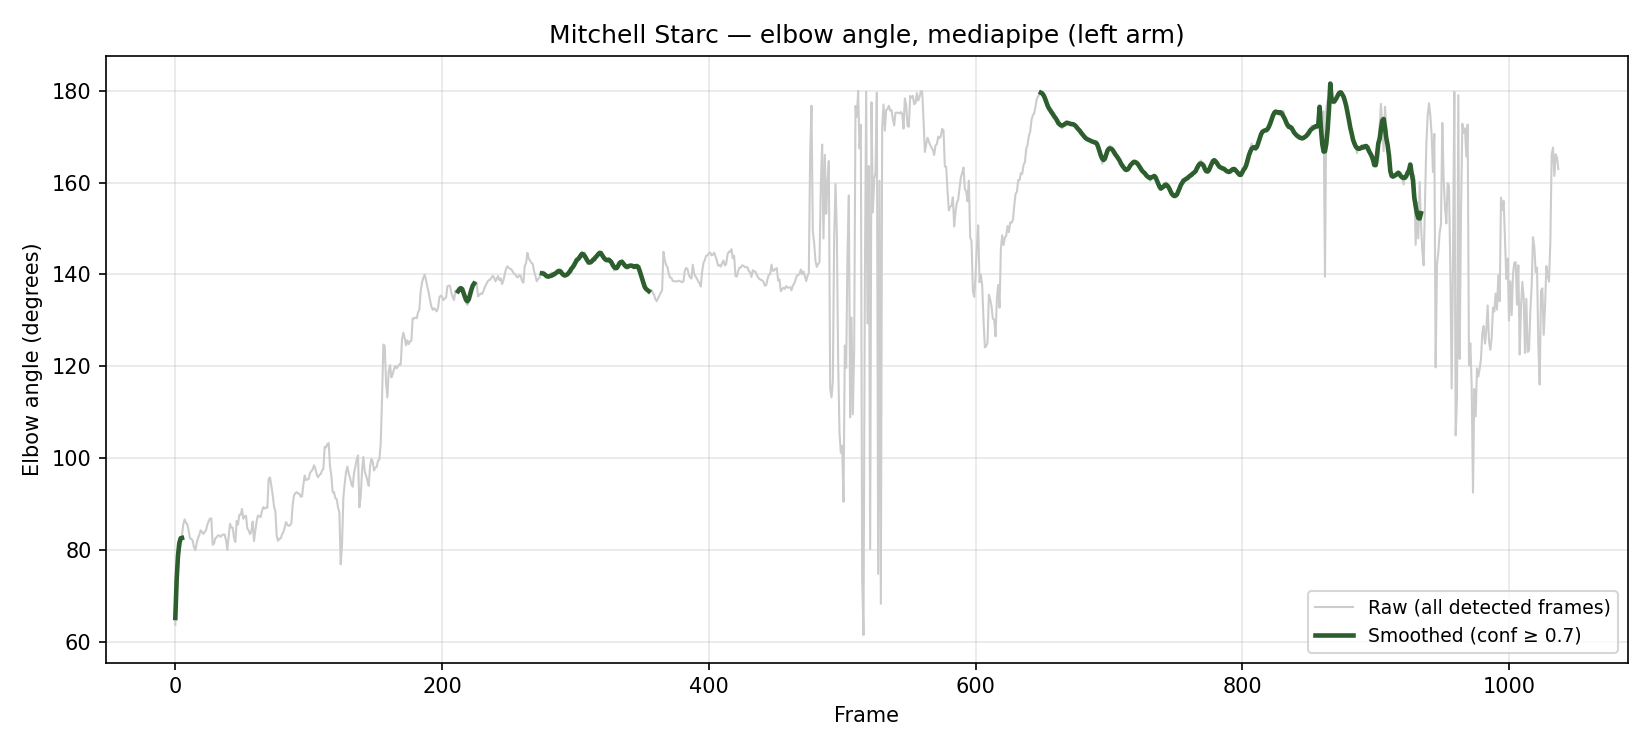 Mitchell Starc — elbow angle, mediapipe (left arm)
Elbow angle (degrees)
180
160
140
120
100
80
60
0 200 400 600 800 1000
Frame
Raw (all detected frames)
Smoothed (conf ≥ 0.7)